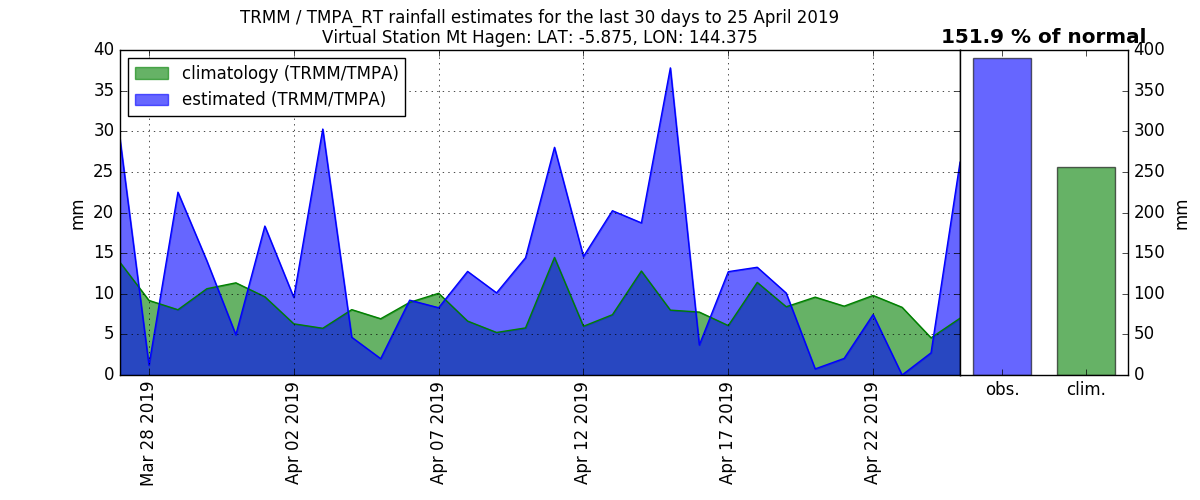 TRMM / TMPA_RT rainfall estimates for the last 30 days to 25 April 2019
Virtual Station Mt Hagen: LAT: -5.875, LON: 144.375
151.9 % of normal
climatology (TRMM/TMPA)
estimated (TRMM/TMPA)
40
35
30
25
20
15
10
5
0
mm
Mar 28 2019
Apr 02 2019
Apr 07 2019
Apr 12 2019
Apr 17 2019
Apr 22 2019
obs.
clim.
400
350
300
250
200
150
100
50
0
mm